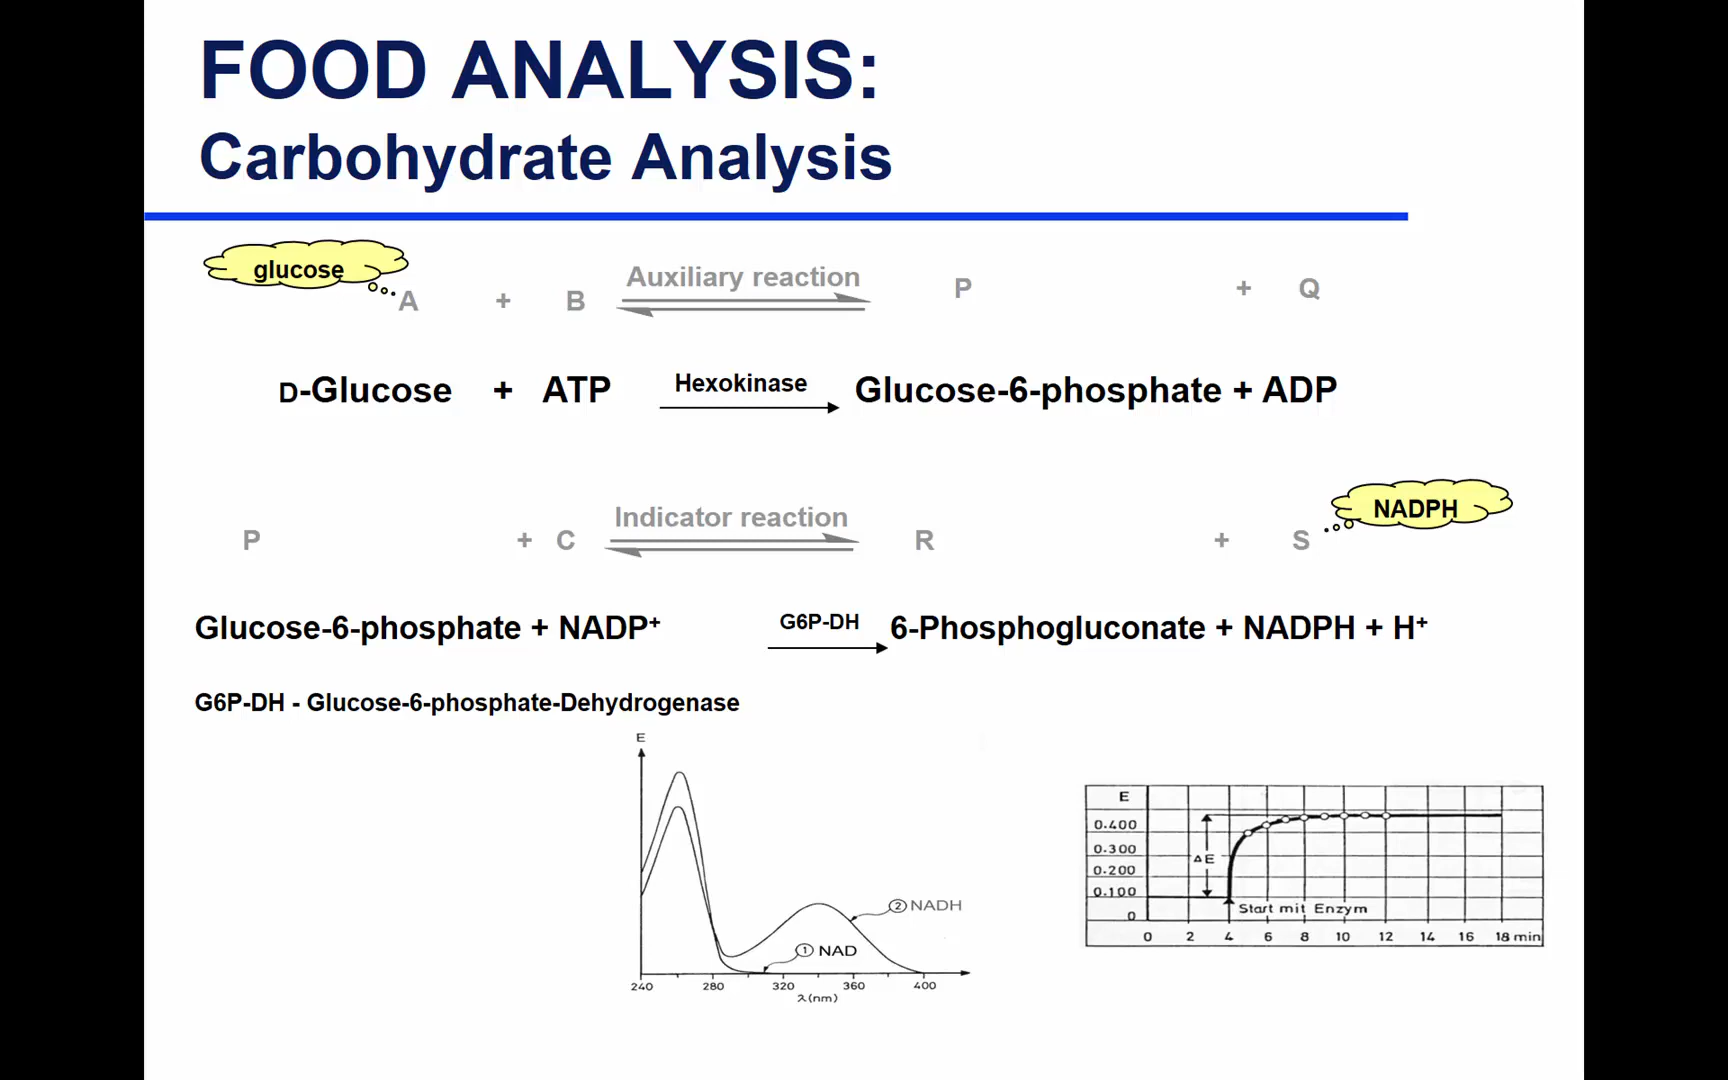 FOOD ANALYSIS:
Carbohydrate Analysis
glucose
A + B Auxiliary reaction P + Q
D-Glucose + ATP Hexokinase Glucose-6-phosphate + ADP
NADPH
P + C Indicator reaction R + S
Glucose-6-phosphate + NADP⁺ G6P-DH 6-Phosphogluconate + NADPH + H⁺
G6P-DH - Glucose-6-phosphate-Dehydrogenase
E
② NADH
① NAD
240 280 320 360 400
λ(nm)
E
0.400
0.300
ΔE
0.200
0.100
Start mit Enzym
0
0 2 4 6 8 10 12 14 16 18 min